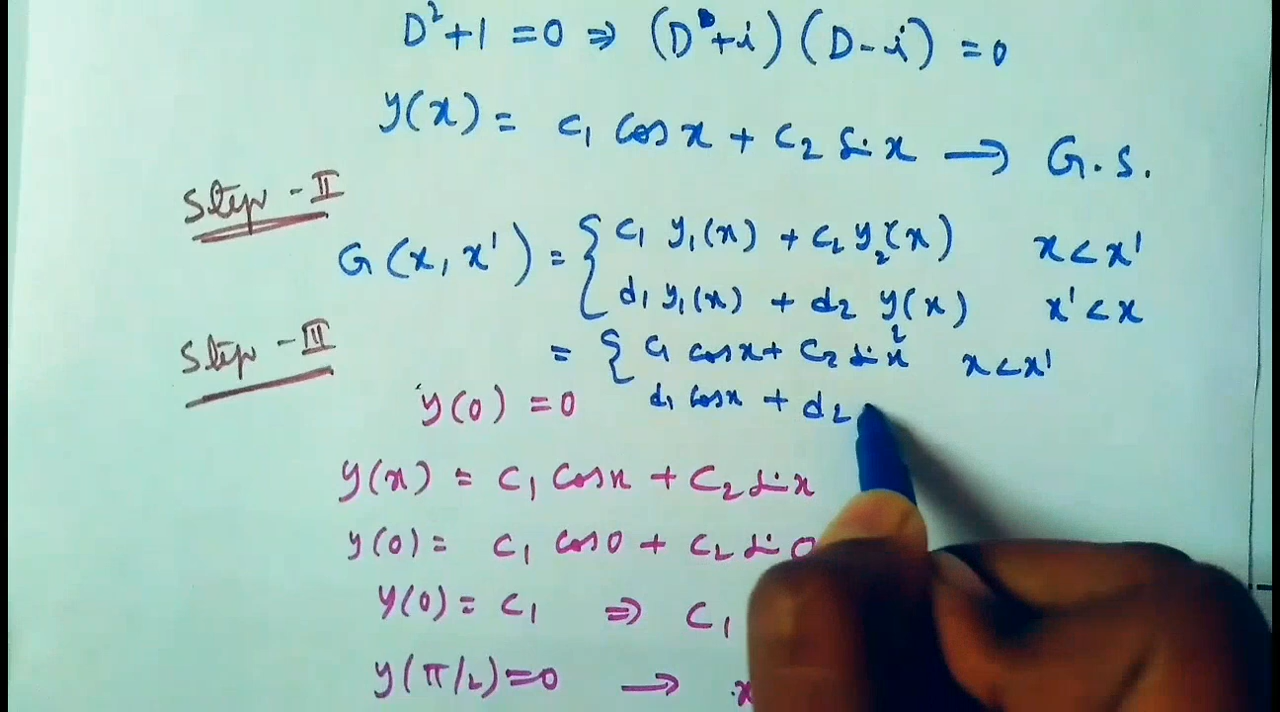 D²+1 = 0 ⇒ (D+i) (D-i) = 0
y(x) = c₁ cos x + c₂ sin x → G.S.
Step - II
G(x, x') = { c₁ y₁(x) + c₂ y₂(x) x < x'
d₁ y₁(x) + d₂ y₂(x) x' < x
Step - III
= { c₁ cos x + c₂ sin x x < x'
d₁ cos x + d₂
y(0) = 0
y(x) = c₁ cos x + c₂ sin x
y(0) = c₁ cos 0 + c₂ sin 0
y(0) = c₁ ⇒ c₁
y(π/2) = 0 → x